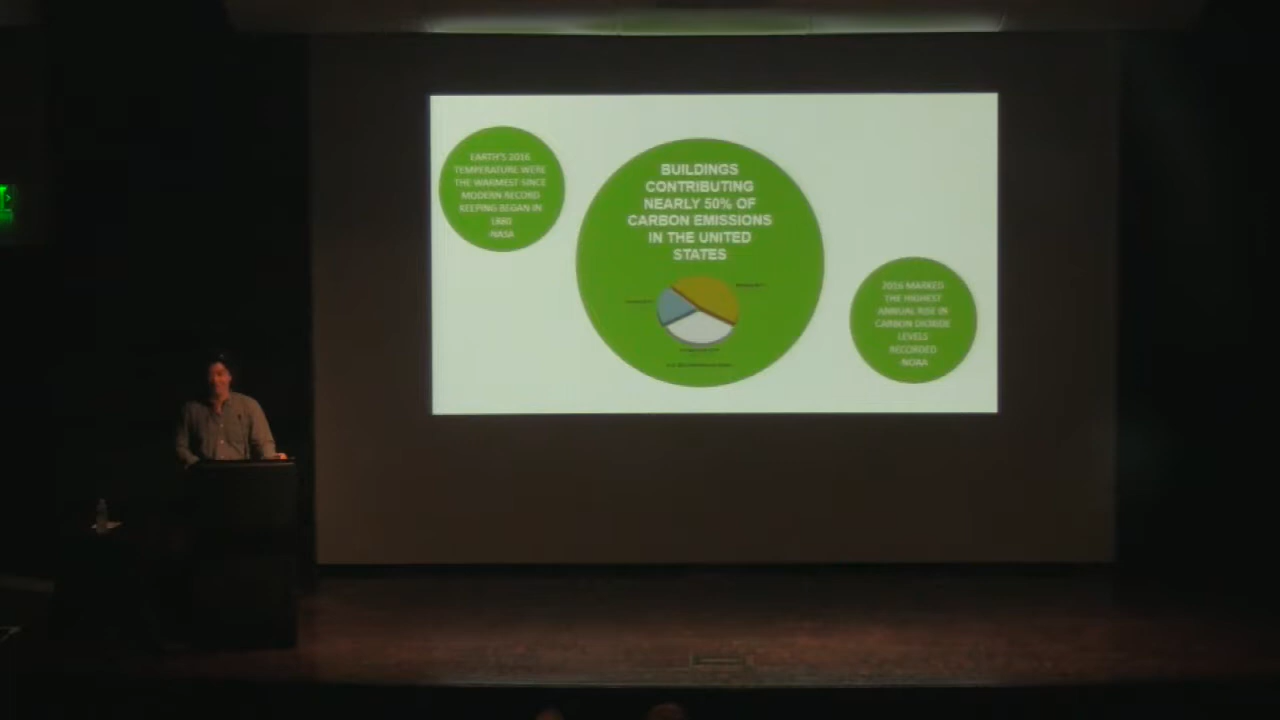 EARTH'S 2016
TEMPERATURE WERE
THE WARMEST SINCE
MODERN RECORD
KEEPING BEGAN IN
1880
-NASA
BUILDINGS
CONTRIBUTING
NEARLY 50% OF
CARBON EMISSIONS
IN THE UNITED
STATES
2016 MARKED
THE HIGHEST
ANNUAL RISE IN
CARBON DIOXIDE
LEVELS
RECORDED
-NOAA